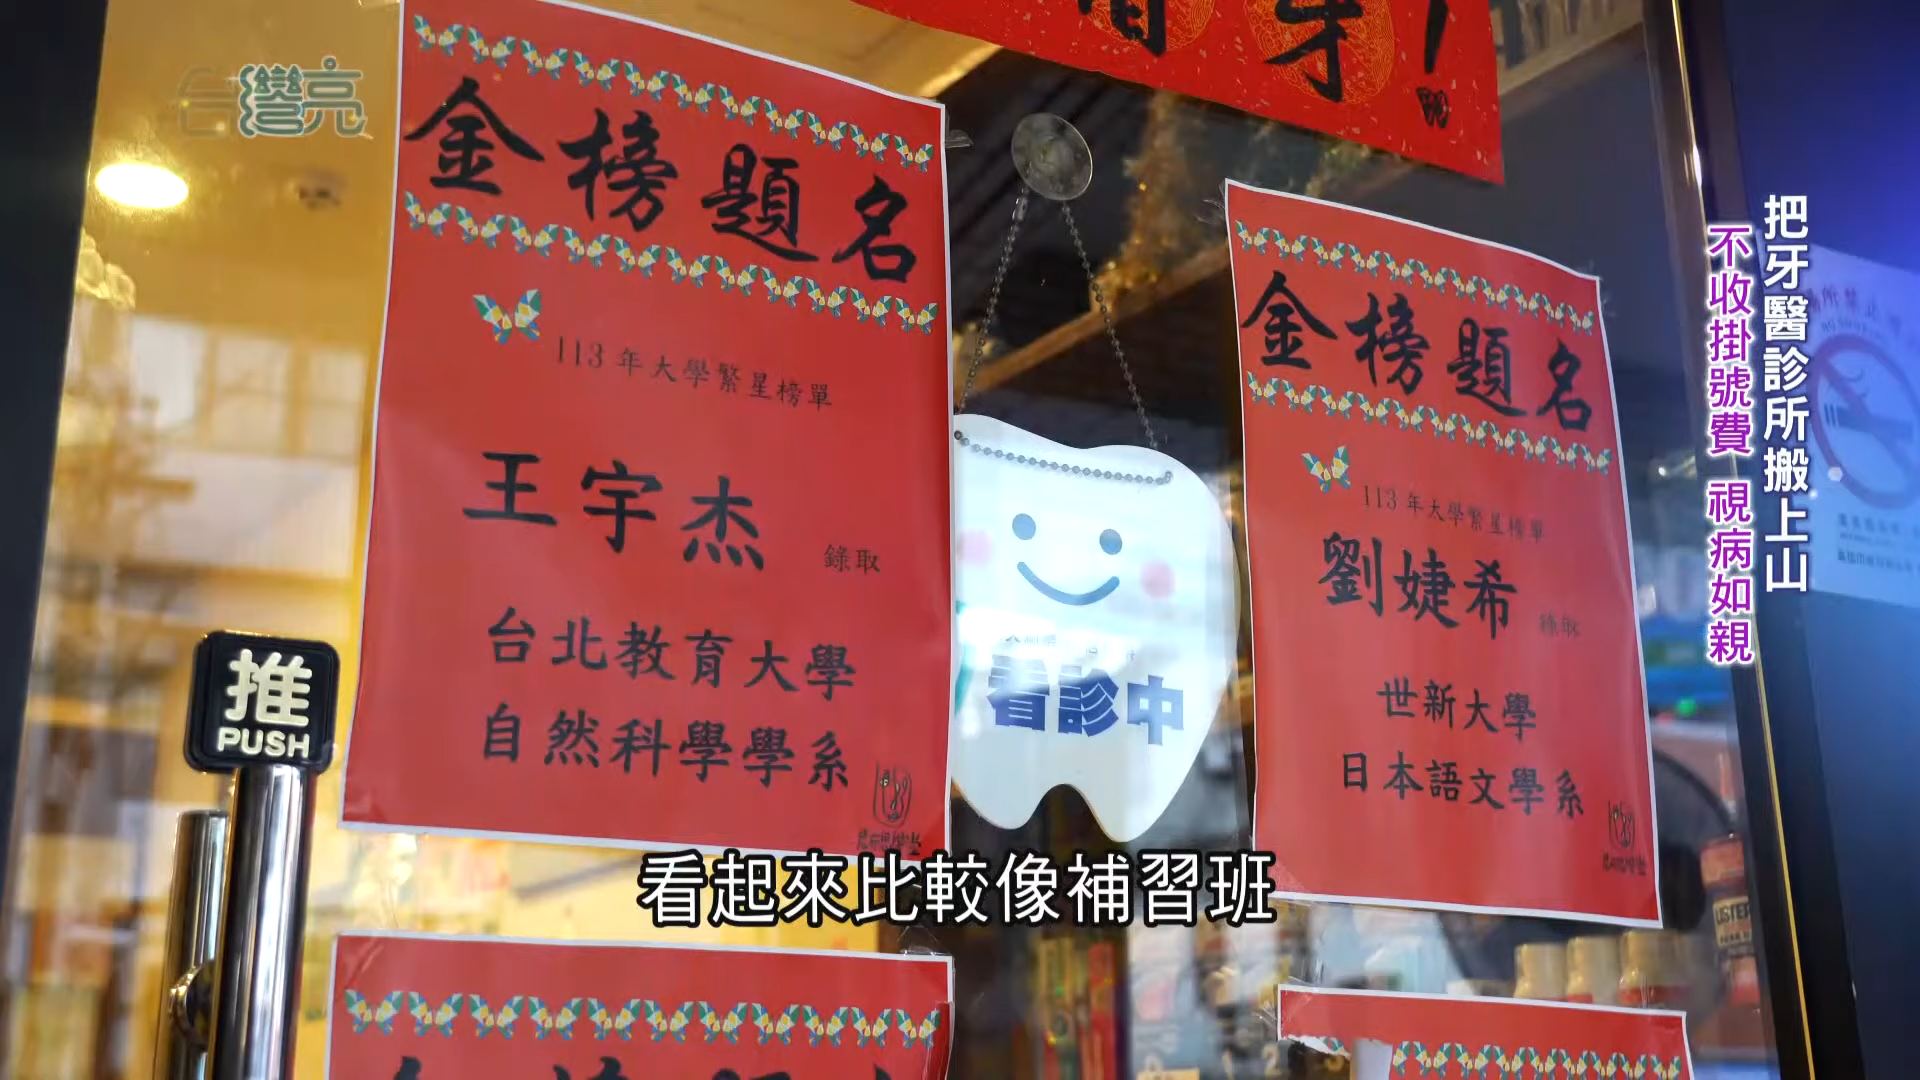 台灣亮
金榜題名
113年大學繁星榜單
王宇杰
錄取
台北教育大學
自然科學學系
看診中
金榜題名
113年大學繁星榜單
劉婕希
錄取
世新大學
日本語文學系
推
PUSH
把牙醫診所搬上山
不收掛號費 視病如親
看起來比較像補習班